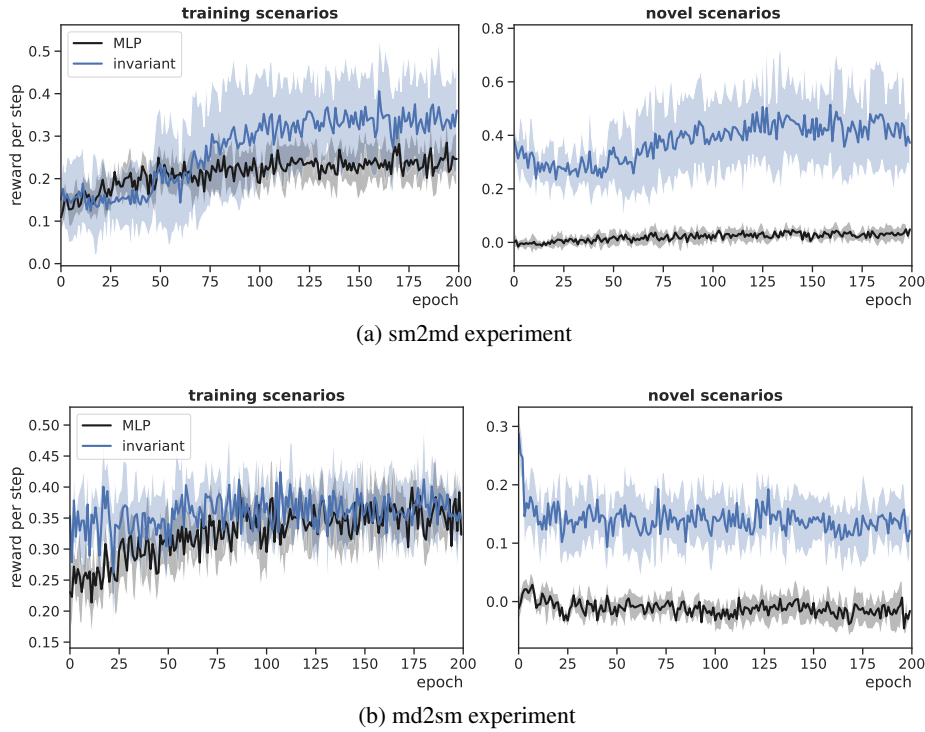 training scenarios
novel scenarios
reward per step
MLP
invariant
0.5
0.4
0.3
0.2
0.1
0.0
0 25 50 75 100 125 150 175 200
epoch
0.8
0.6
0.4
0.2
0.0
0 25 50 75 100 125 150 175 200
epoch
(a) sm2md experiment
training scenarios
novel scenarios
reward per step
MLP
invariant
0.50
0.45
0.40
0.35
0.30
0.25
0.20
0.15
0 25 50 75 100 125 150 175 200
epoch
0.3
0.2
0.1
0.0
0 25 50 75 100 125 150 175 200
epoch
(b) md2sm experiment